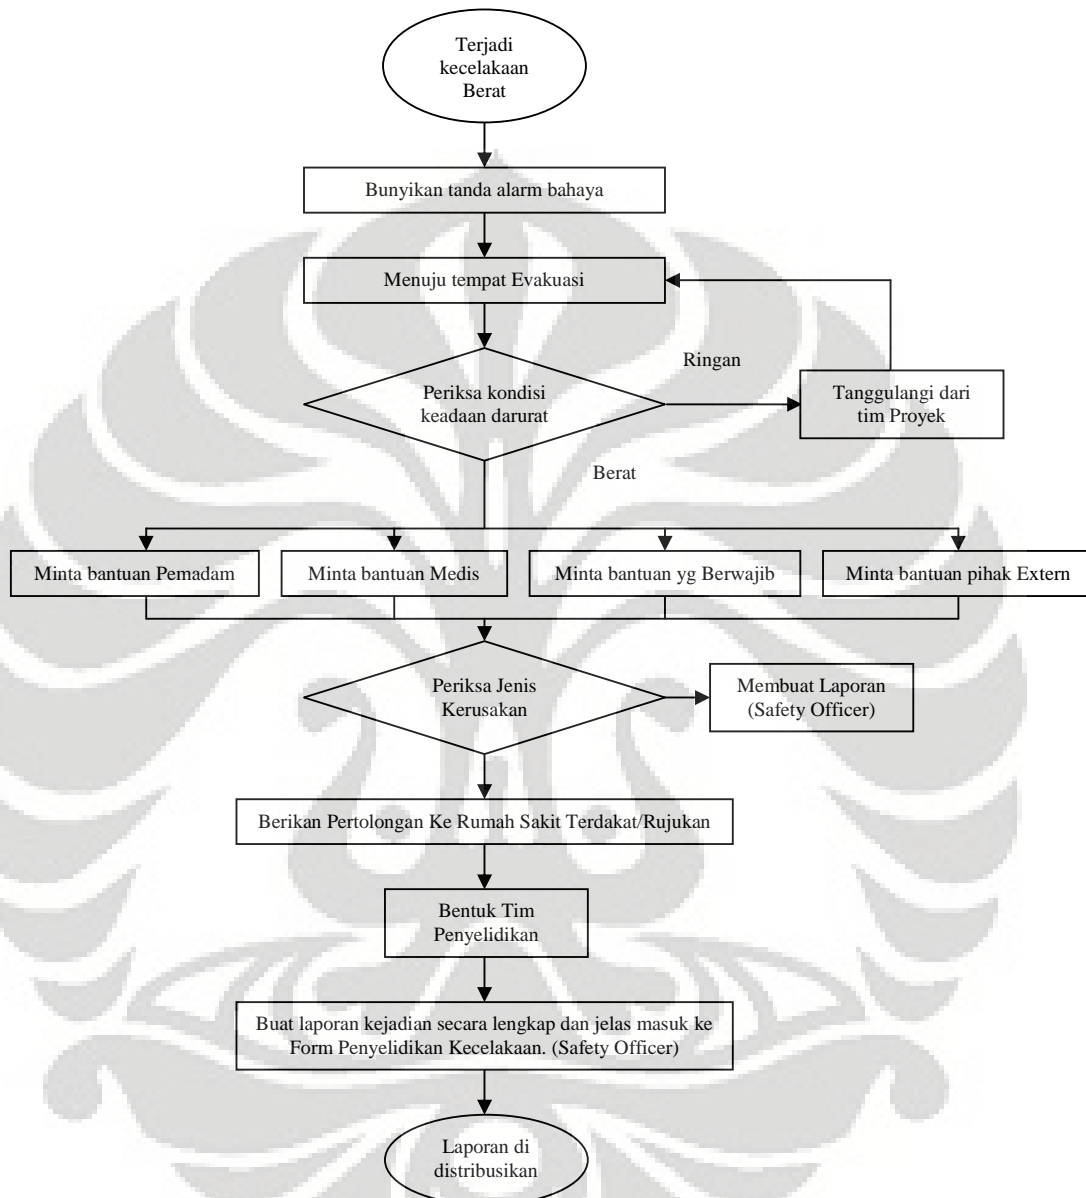 Terjadi
kecelakaan
Berat
Bunyikan tanda alarm bahaya
Menuju tempat Evakuasi
Ringan
Periksa kondisi
keadaan darurat
Tanggulangi dari
tim Proyek
Berat
Minta bantuan Pemadam
Minta bantuan Medis
Minta bantuan yg Berwajib
Minta bantuan pihak Extern
Periksa Jenis
Kerusakan
Membuat Laporan
(Safety Officer)
Berikan Pertolongan Ke Rumah Sakit Terdakat/Rujukan
Bentuk Tim
Penyelidikan
Buat laporan kejadian secara lengkap dan jelas masuk ke
Form Penyelidikan Kecelakaan. (Safety Officer)
Laporan di
distribusikan